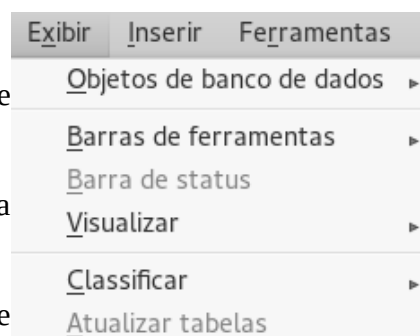 Exibir Inserir Ferramentas
Objetos de banco de dados
e
Barras de ferramentas
Barra de status
a
Visualizar
Classificar
e
Atualizar tabelas